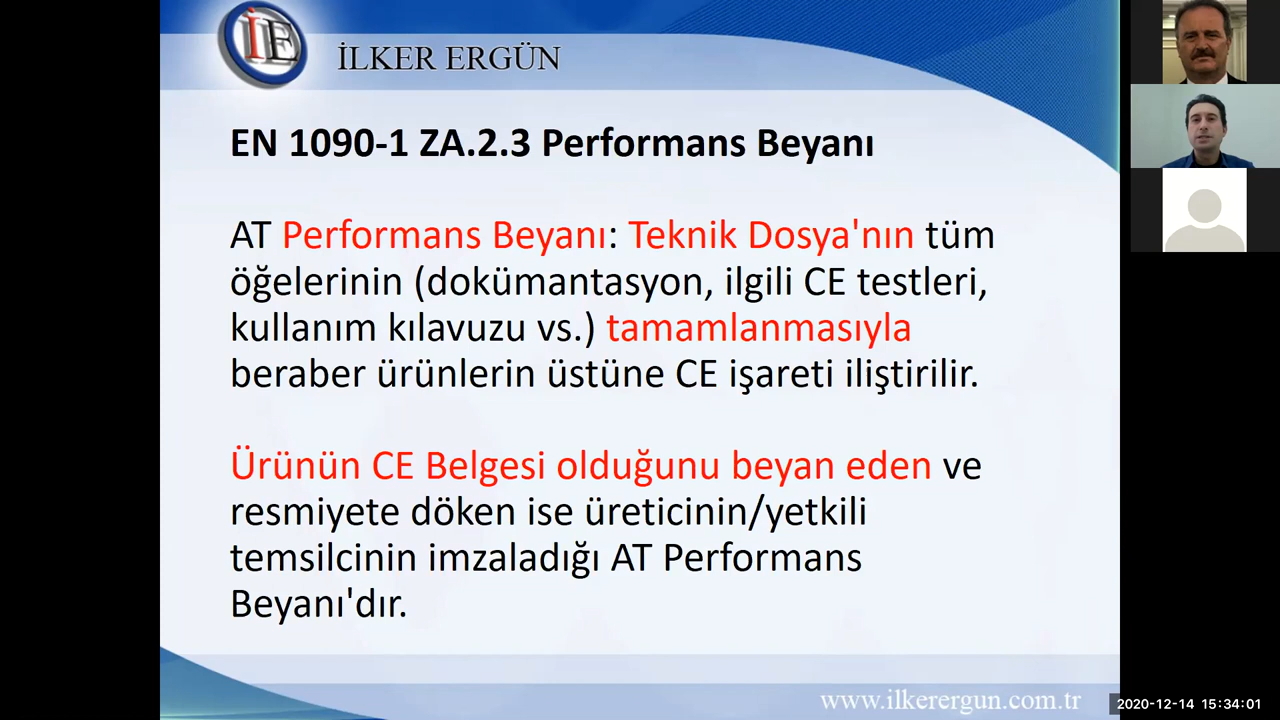 İE
İLKER ERGÜN
EN 1090-1 ZA.2.3 Performans Beyanı
AT Performans Beyanı: Teknik Dosya'nın tüm
öğelerinin (dokümantasyon, ilgili CE testleri,
kullanım kılavuzu vs.) tamamlanmasıyla
beraber ürünlerin üstüne CE işareti iliştirilir.
Ürünün CE Belgesi olduğunu beyan eden ve
resmiyete döken ise üreticinin/yetkili
temsilcinin imzaladığı AT Performans
Beyanı'dır.
www.ilkerergun.com.tr
2020-12-14 15:34:01